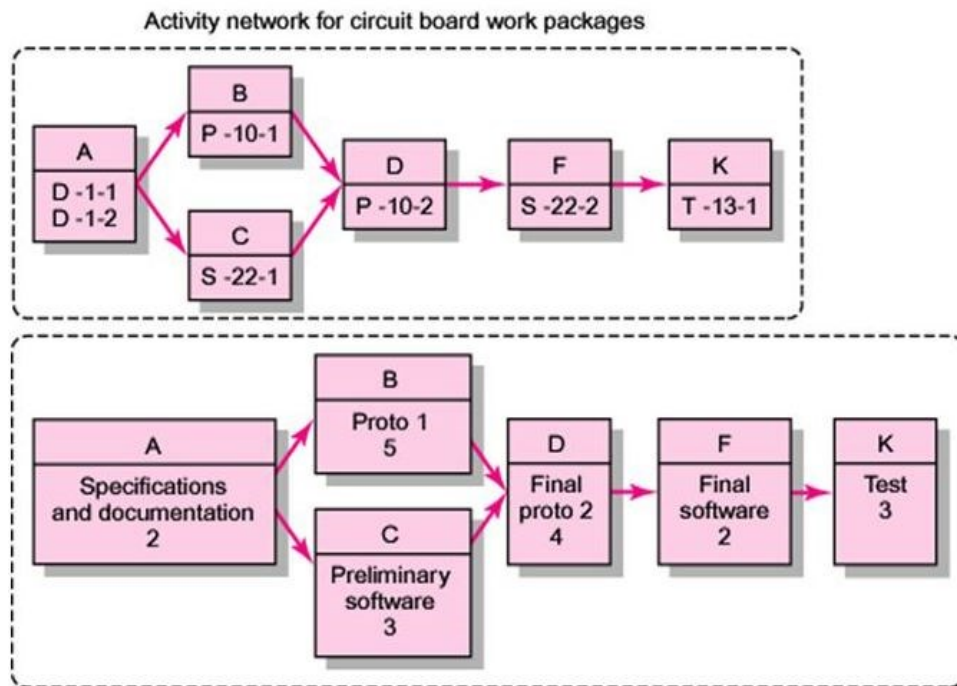 Activity network for circuit board work packages
A
D -1-1
D -1-2
B
P -10-1
C
S -22-1
D
P -10-2
F
S -22-2
K
T -13-1
A
Specifications
and documentation
2
B
Proto 1
5
C
Preliminary
software
3
D
Final
proto 2
4
F
Final
software
2
K
Test
3